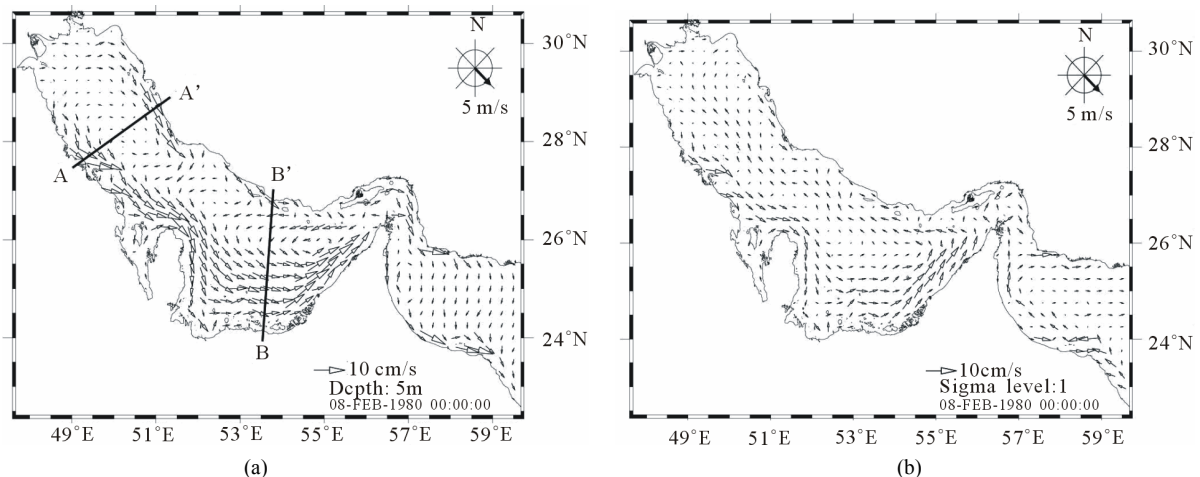 N
5 m/s
30°N
28°N
26°N
24°N
A'
A
B'
B
10 cm/s
Depth: 5m
08-FEB-1980 00:00:00
49°E 51°E 53°E 55°E 57°E 59°E
(a)
N
5 m/s
30°N
28°N
26°N
24°N
10cm/s
Sigma level:1
08-FEB-1980 00:00:00
49°E 51°E 53°E 55°E 57°E 59°E
(b)